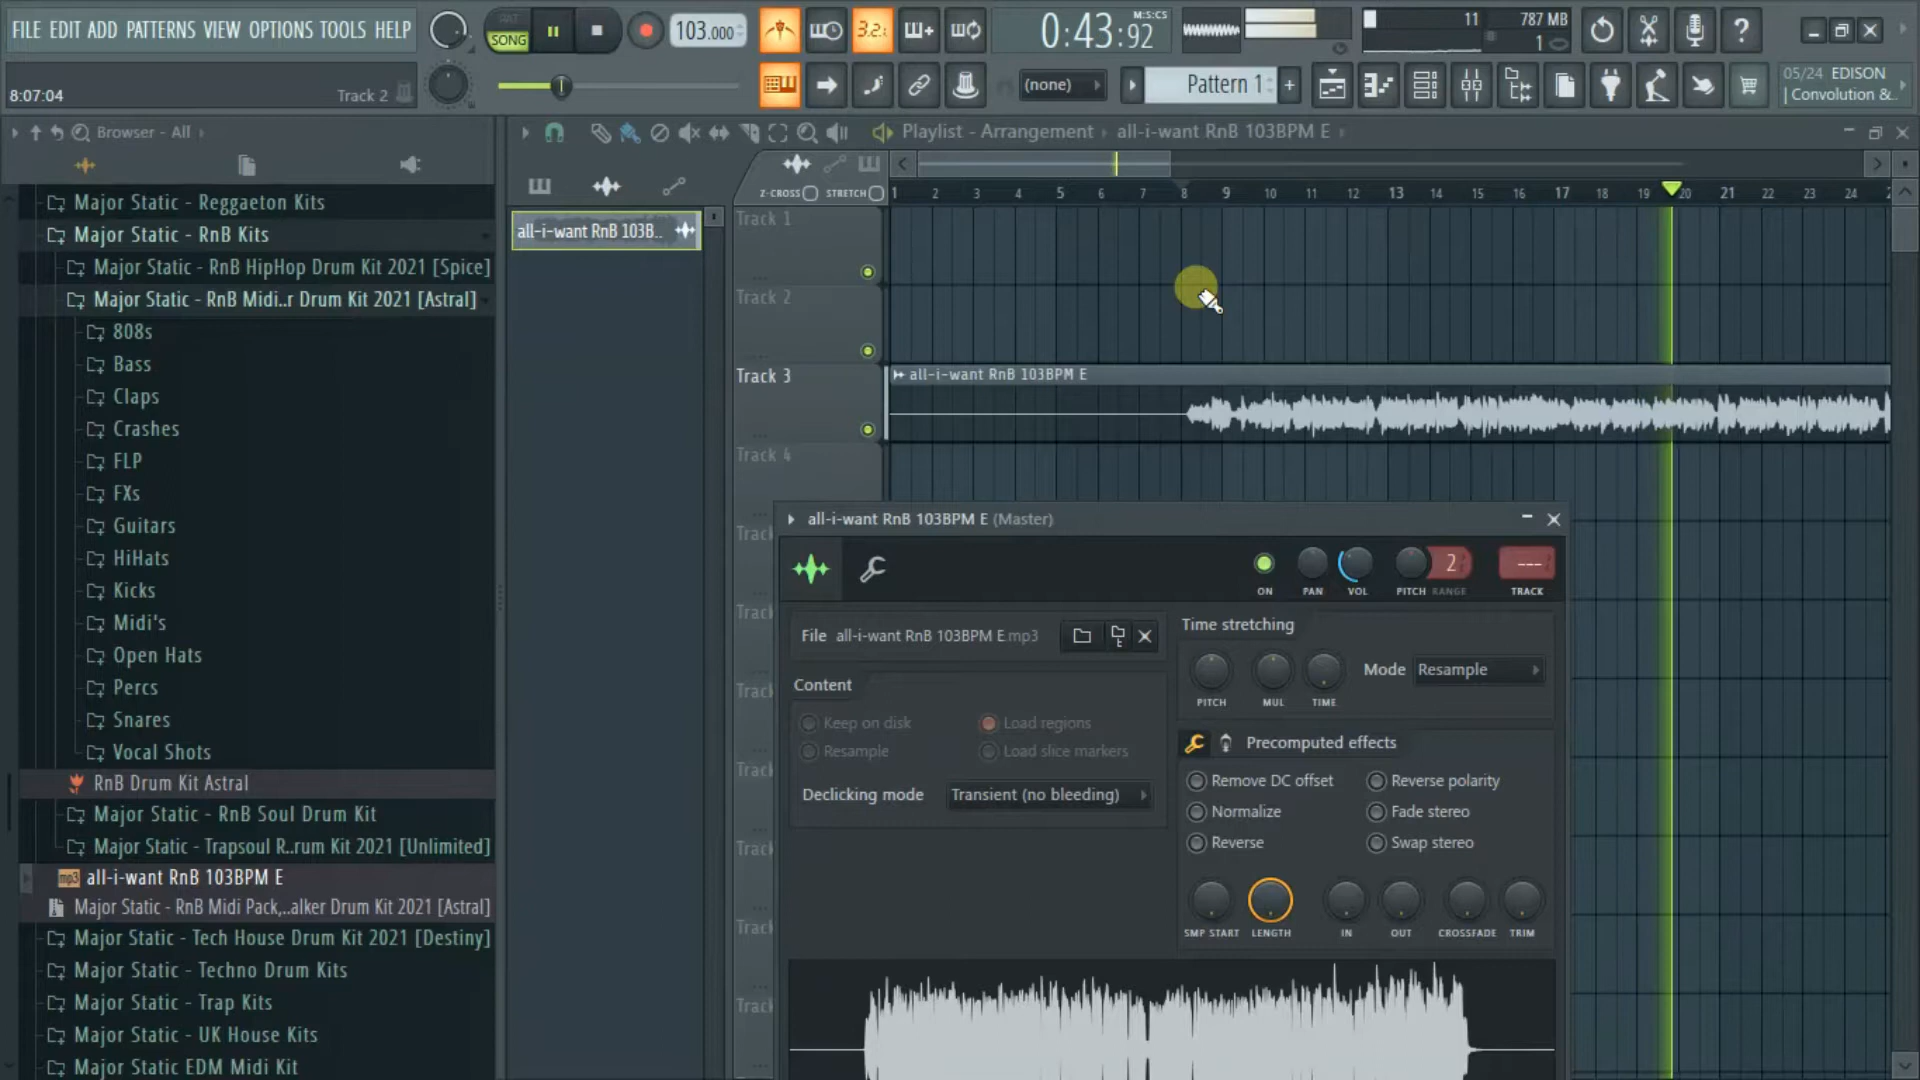 FILE EDIT ADD PATTERNS VIEW OPTIONS TOOLS HELP
PAT
SONG
103.000
3.2.
0:43:92
M:S:CS
11
787 MB
1
8:07:04
Track 2
(none)
Pattern 1
05/24 EDISON
| Convolution &..
Browser - All
Playlist - Arrangement
all-i-want RnB 103BPM E
Z-CROSS
STRETCH
1 2 3 4 5 6 7 8 9 10 11 12 13 14 15 16 17 18 19 20 21 22 23 24
all-i-want RnB 103B..
Track 1
Track 2
Track 3
all-i-want RnB 103BPM E
Track 4
Track
Track
Track
Track
Track
Track
Track
Major Static - Reggaeton Kits
Major Static - RnB Kits
Major Static - RnB HipHop Drum Kit 2021 [Spice]
Major Static - RnB Midi..r Drum Kit 2021 [Astral]
808s
Bass
Claps
Crashes
FLP
FXs
Guitars
HiHats
Kicks
Midi's
Open Hats
Percs
Snares
Vocal Shots
RnB Drum Kit Astral
Major Static - RnB Soul Drum Kit
Major Static - Trapsoul R..rum Kit 2021 [Unlimited]
mp3
all-i-want RnB 103BPM E
Major Static - RnB Midi Pack,..alker Drum Kit 2021 [Astral]
Major Static - Tech House Drum Kit 2021 [Destiny]
Major Static - Techno Drum Kits
Major Static - Trap Kits
Major Static - UK House Kits
Major Static EDM Midi Kit
all-i-want RnB 103BPM E (Master)
2
---
ON
PAN
VOL
PITCH
RANGE
TRACK
File all-i-want RnB 103BPM E.mp3
Content
Keep on disk
Load regions
Resample
Load slice markers
Declicking mode
Transient (no bleeding)
Time stretching
Mode
Resample
PITCH
MUL
TIME
Precomputed effects
Remove DC offset
Reverse polarity
Normalize
Fade stereo
Reverse
Swap stereo
SMP START
LENGTH
IN
OUT
CROSSFADE
TRIM